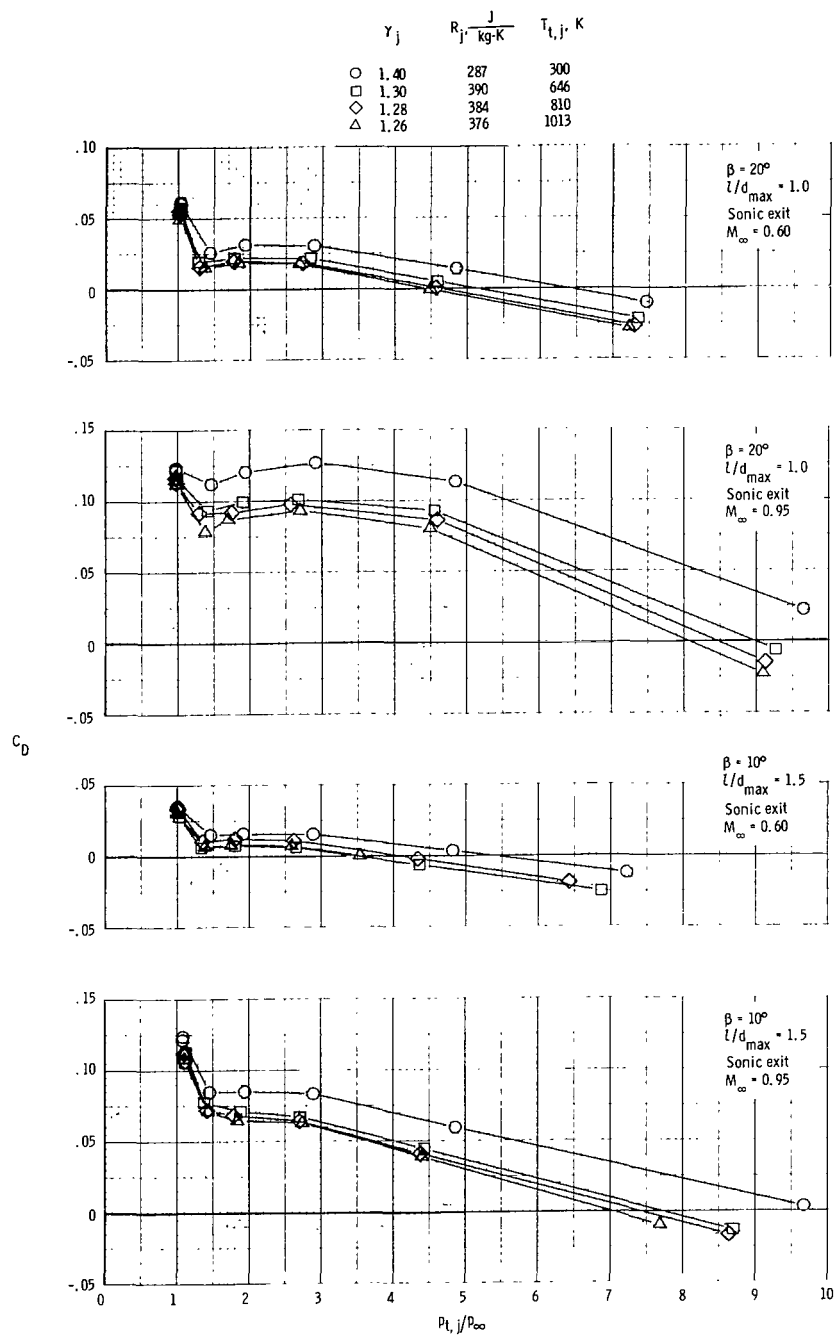 γj Rj, J/kg-K Tt,j, K
○ 1.40 287 300
□ 1.30 390 646
◇ 1.28 384 810
△ 1.26 376 1013
.10
.05
0
-.05
β = 20°
l/dmax = 1.0
Sonic exit
M∞ = 0.60
.15
.10
.05
0
-.05
β = 20°
l/dmax = 1.0
Sonic exit
M∞ = 0.95
CD
.05
0
-.05
β = 10°
l/dmax = 1.5
Sonic exit
M∞ = 0.60
.15
.10
.05
0
-.05
β = 10°
l/dmax = 1.5
Sonic exit
M∞ = 0.95
0 1 2 3 4 5 6 7 8 9 10
pt,j/p∞